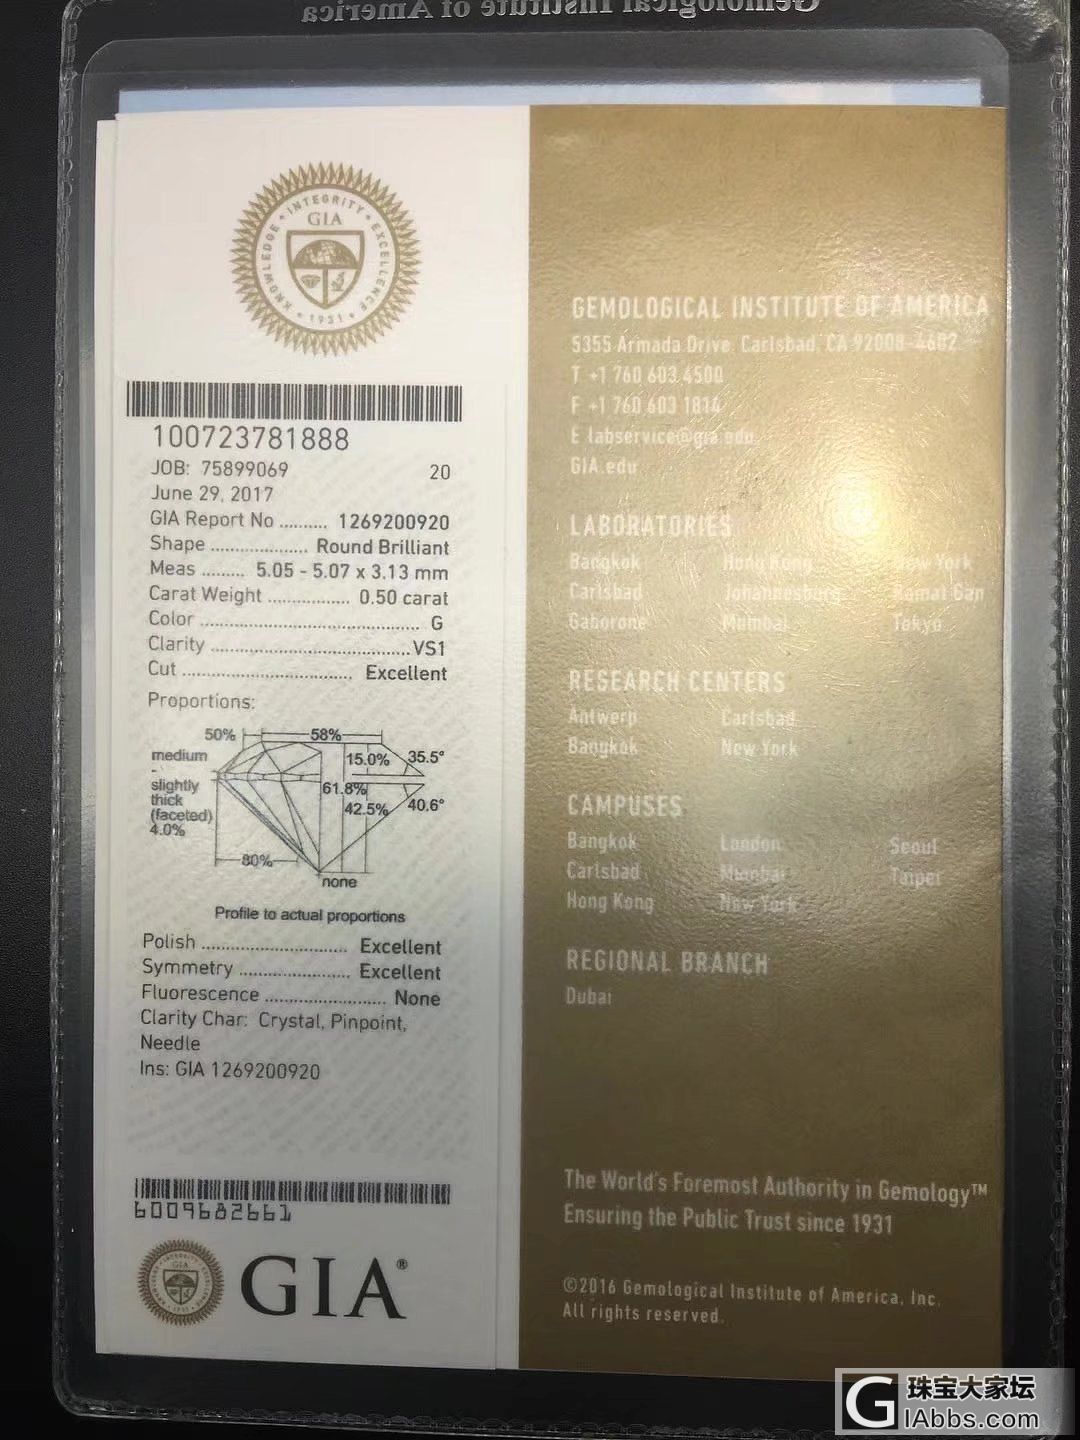 Gemological Institute of America
KNOWLEDGE • INTEGRITY • EXCELLENCE
GIA
• 1931 •
100723781888
JOB: 75899069 20
June 29, 2017
GIA Report No .......... 1269200920
Shape .................... Round Brilliant
Meas ......... 5.05 - 5.07 x 3.13 mm
Carat Weight ................. 0.50 carat
Color ............................................. G
Clarity .........................................VS1
Cut ................................... Excellent
Proportions:
50% 58%
medium
-
slightly
thick
(faceted)
4.0%
15.0% 35.5°
61.8%
42.5% 40.6°
80%
none
Profile to actual proportions
Polish .............................. Excellent
Symmetry ....................... Excellent
Fluorescence ......................... None
Clarity Char: Crystal, Pinpoint,
Needle
Ins: GIA 1269200920
6009682661
GIA®
GEMOLOGICAL INSTITUTE OF AMERICA
5355 Armada Drive Carlsbad, CA 92008-4602
T +1 760 603 4500
F +1 760 603 1814
E labservice@gia.edu
GIA.edu
LABORATORIES
Bangkok Hong Kong New York
Carlsbad Johannesburg Ramat Gan
Gaborone Mumbai Tokyo
RESEARCH CENTERS
Antwerp Carlsbad
Bangkok New York
CAMPUSES
Bangkok London Seoul
Carlsbad Mumbai Taipei
Hong Kong New York
REGIONAL BRANCH
Dubai
The World's Foremost Authority in Gemology™
Ensuring the Public Trust since 1931
©2016 Gemological Institute of America, Inc.
All rights reserved.
珠宝大家坛
GIAbbs.com